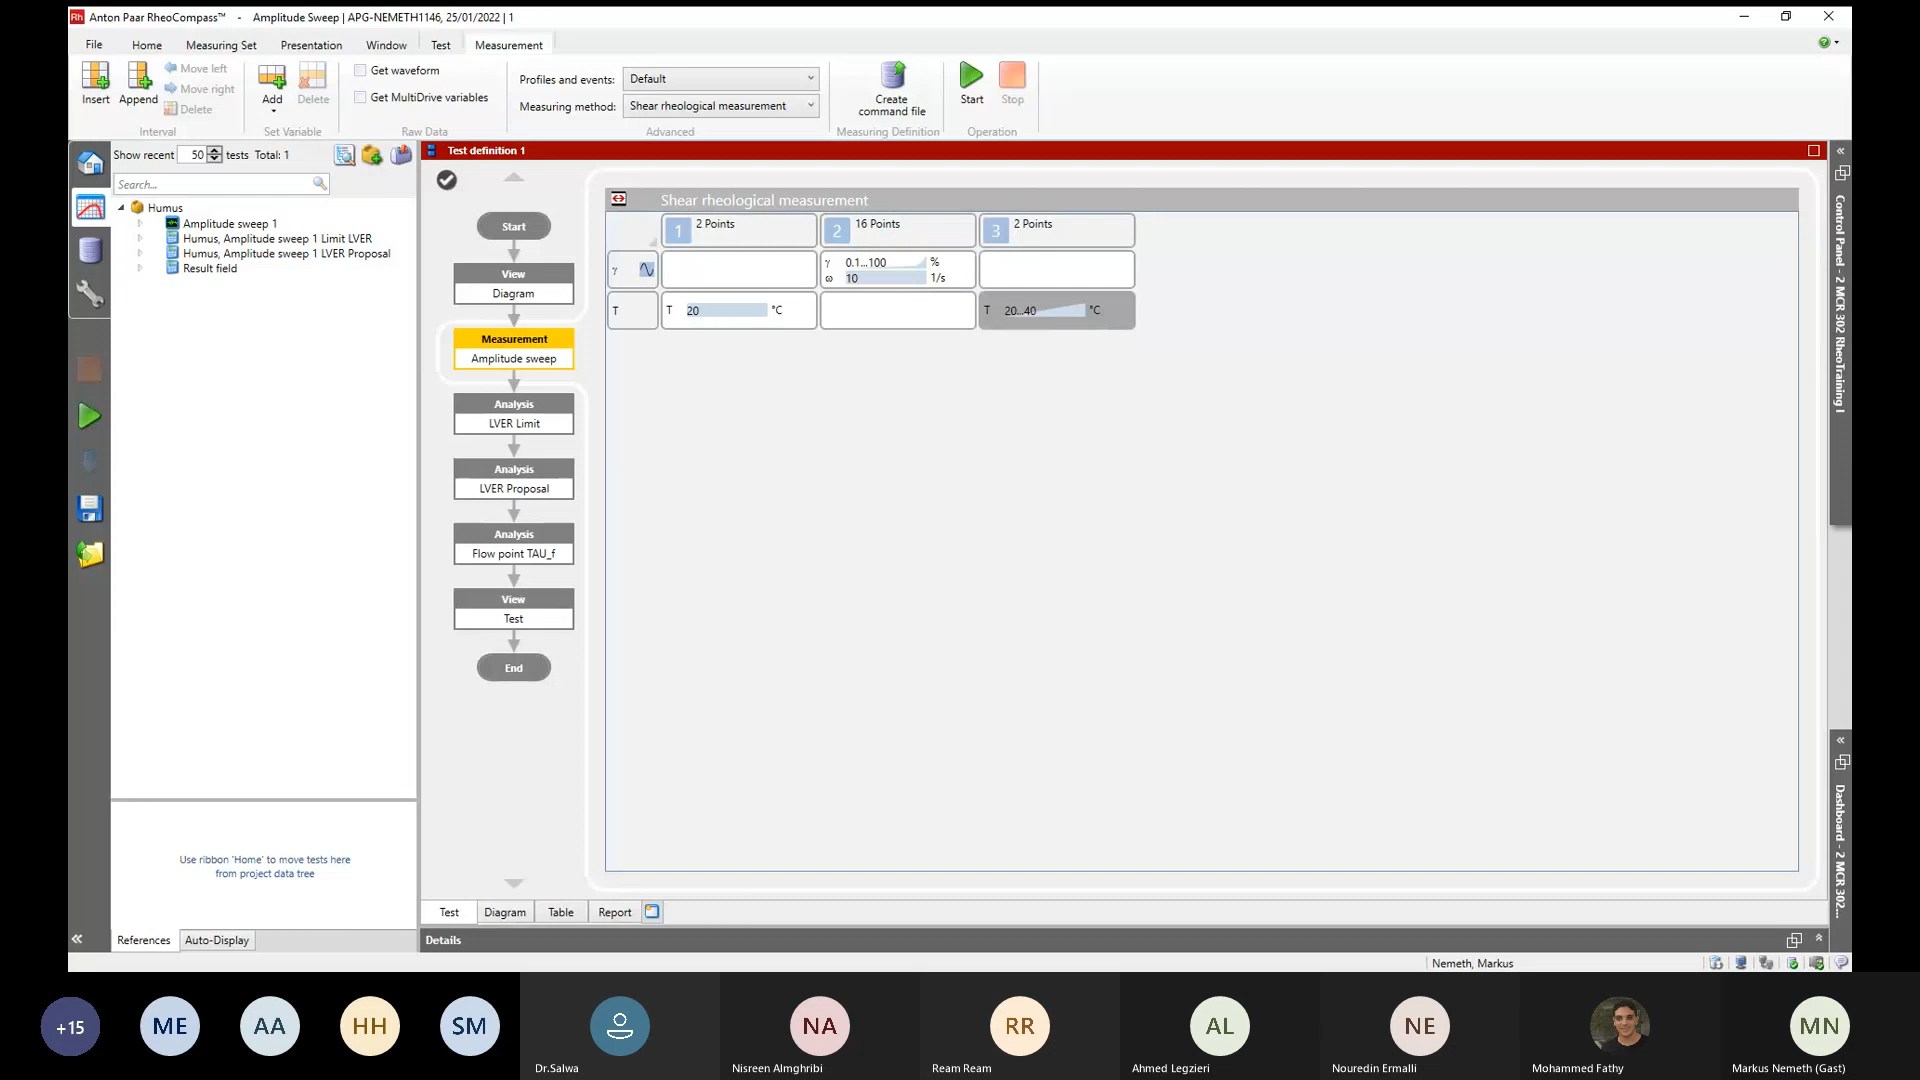 Rh Anton Paar RheoCompass™ - Amplitude Sweep | APG-NEMETH1146, 25/01/2022 | 1
File Home Measuring Set Presentation Window Test Measurement
Insert Append Move left Move right Delete
Interval
Add Delete
Set Variable
Get waveform
Get MultiDrive variables
Raw Data
Profiles and events: Default
Measuring method: Shear rheological measurement
Advanced
Create command file
Measuring Definition
Start Stop
Operation
Show recent 50 tests Total: 1
Search...
Humus
Amplitude sweep 1
Humus, Amplitude sweep 1 Limit LVER
Humus, Amplitude sweep 1 LVER Proposal
Result field
Use ribbon 'Home' to move tests here
from project data tree
References Auto-Display
Test definition 1
Start
View
Diagram
Measurement
Amplitude sweep
Analysis
LVER Limit
Analysis
LVER Proposal
Analysis
Flow point TAU_f
View
Test
End
Shear rheological measurement
1 2 Points 2 16 Points 3 2 Points
γ γ 0.1...100 %
ω 10 1/s
T T 20 °C T 20...40 °C
Test Diagram Table Report
Details
Control Panel - 2 MCR 302 RheoTraining I
Dashboard - 2 MCR 302...
Nemeth, Markus
+15 ME AA HH SM NA RR AL NE MN
Dr.Salwa Nisreen Almghribi Ream Ream Ahmed Legzieri Nouredin Ermalli Mohammed Fathy Markus Nemeth (Gast)